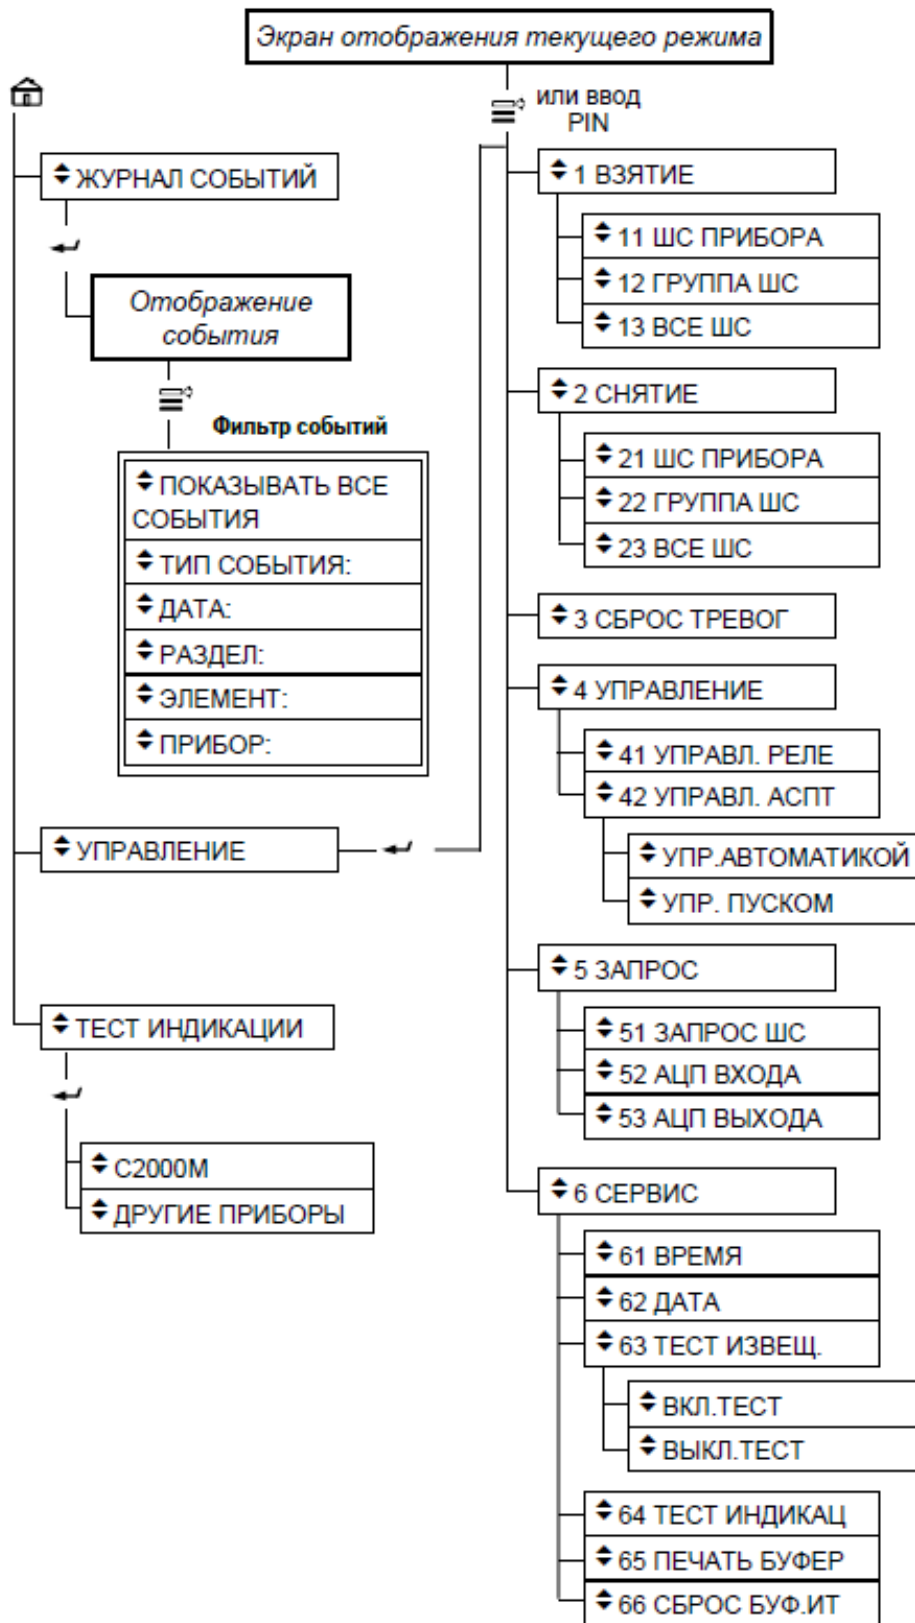 Экран отображения текущего режима
или ввод
PIN
ЖУРНАЛ СОБЫТИЙ
Отображение
события
Фильтр событий
ПОКАЗЫВАТЬ ВСЕ
СОБЫТИЯ
ТИП СОБЫТИЯ:
ДАТА:
РАЗДЕЛ:
ЭЛЕМЕНТ:
ПРИБОР:
УПРАВЛЕНИЕ
ТЕСТ ИНДИКАЦИИ
С2000М
ДРУГИЕ ПРИБОРЫ
1 ВЗЯТИЕ
11 ШС ПРИБОРА
12 ГРУППА ШС
13 ВСЕ ШС
2 СНЯТИЕ
21 ШС ПРИБОРА
22 ГРУППА ШС
23 ВСЕ ШС
3 СБРОС ТРЕВОГ
4 УПРАВЛЕНИЕ
41 УПРАВЛ. РЕЛЕ
42 УПРАВЛ. АСПТ
УПР.АВТОМАТИКОЙ
УПР. ПУСКОМ
5 ЗАПРОС
51 ЗАПРОС ШС
52 АЦП ВХОДА
53 АЦП ВЫХОДА
6 СЕРВИС
61 ВРЕМЯ
62 ДАТА
63 ТЕСТ ИЗВЕЩ.
ВКЛ.ТЕСТ
ВЫКЛ.ТЕСТ
64 ТЕСТ ИНДИКАЦ
65 ПЕЧАТЬ БУФЕР
66 СБРОС БУФ.ИТ